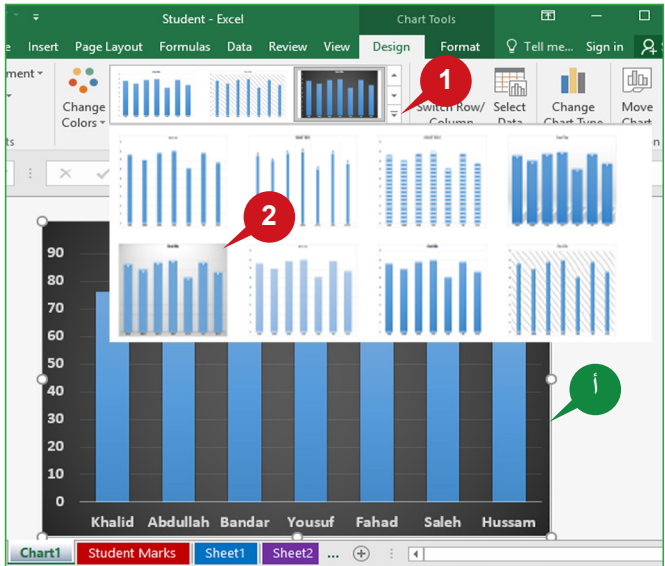 Student - Excel
Chart Tools
Insert Page Layout Formulas Data Review View Design Format Tell me... Sign in
1
Change
Colors
Switch Row/
Column
Select
Data
Change
Chart Type
Move
Chart
2
90
80
70
60
50
40
30
20
10
0
أ
Khalid Abdullah Bandar Yousuf Fahad Saleh Hussam
Chart1 Student Marks Sheet1 Sheet2 ...